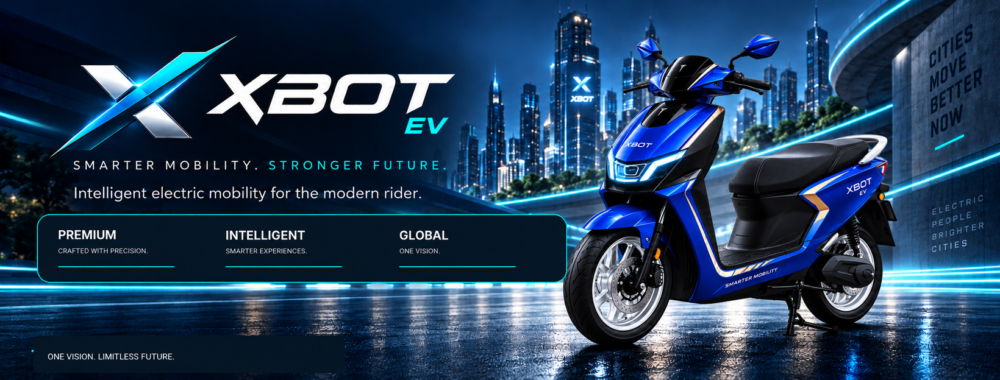 XBOT
EV
SMARTER MOBILITY. STRONGER FUTURE.
Intelligent electric mobility for the modern rider.
PREMIUM
CRAFTED WITH PRECISION.
INTELLIGENT
SMARTER EXPERIENCES.
GLOBAL
ONE VISION.
ONE VISION. LIMITLESS FUTURE.
XBOT
XBOT
XBOT
EV
SMARTER MOBILITY
CITIES
MOVE
BETTER
NOW
ELECTRIC
PEOPLE..
BRIGHTER
CITIES